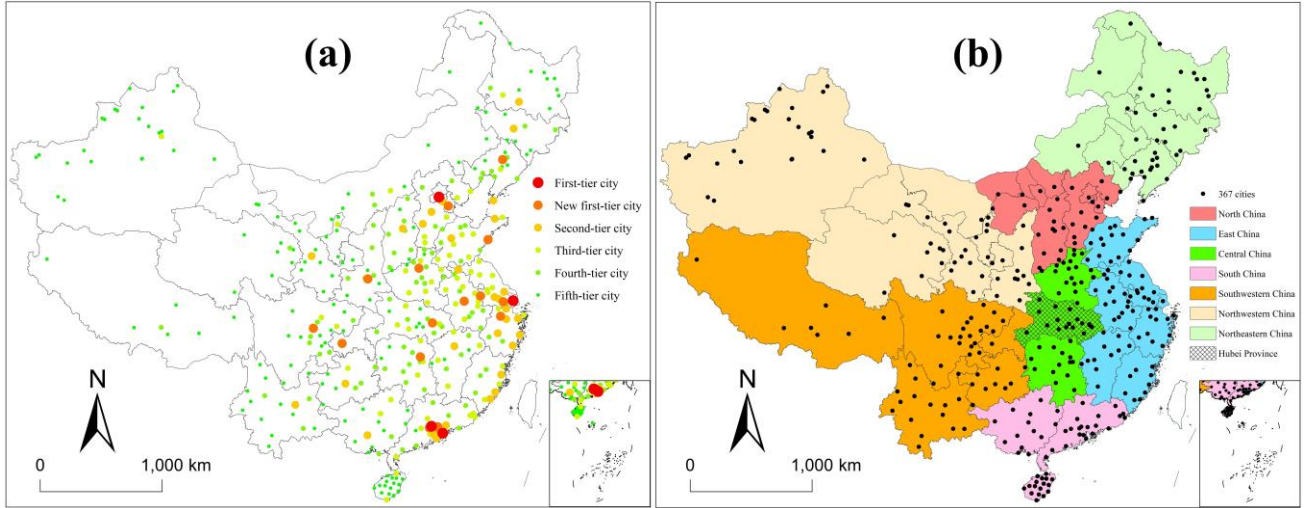 (a)
First-tier city
New first-tier city
Second-tier city
Third-tier city
Fourth-tier city
Fifth-tier city
N
0 1,000 km
(b)
367 cities
North China
East China
Central China
South China
Southwestern China
Northwestern China
Northeastern China
Hubei Province
N
0 1,000 km